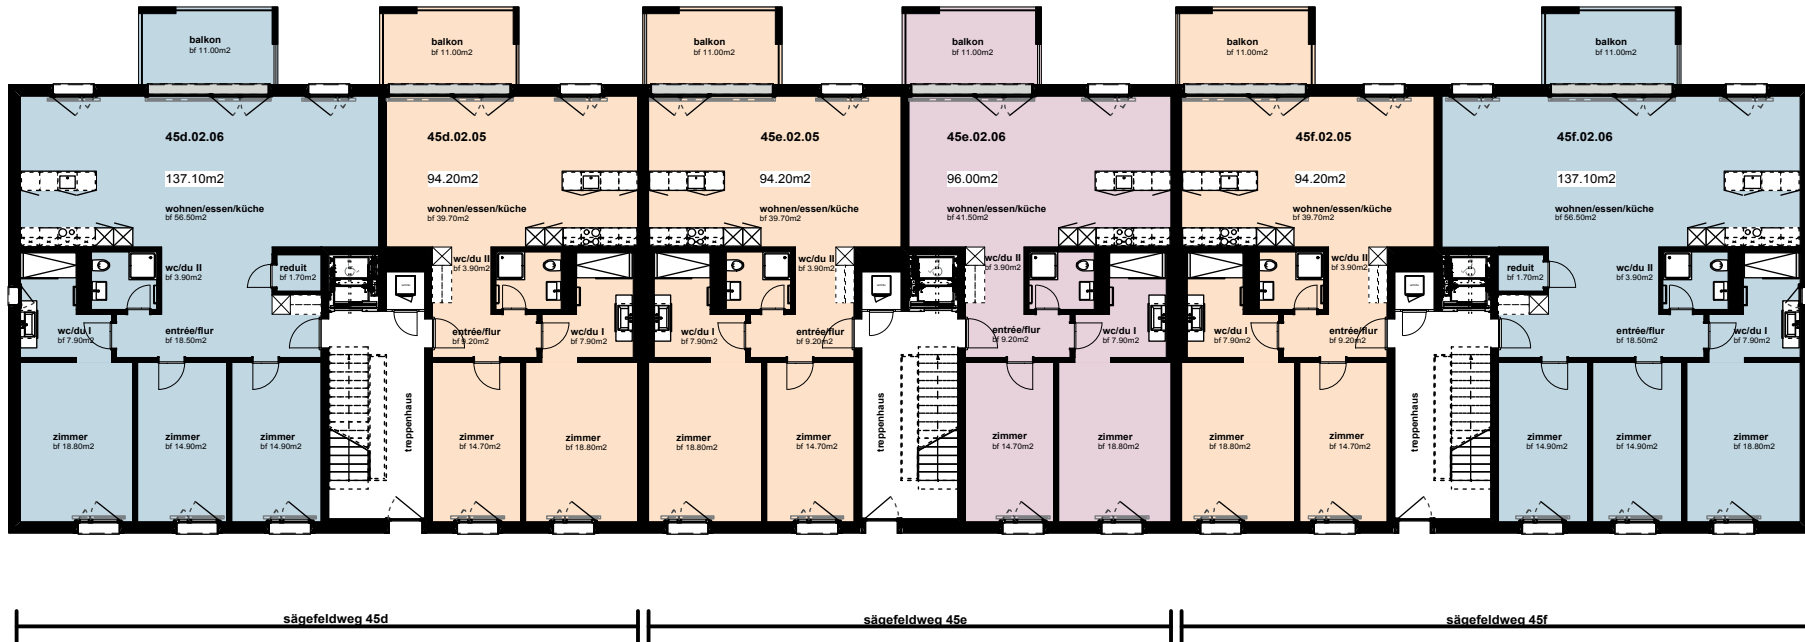 balkon
bf 11.00m2
balkon
bf 11.00m2
balkon
bf 11.00m2
balkon
bf 11.00m2
balkon
bf 11.00m2
balkon
bf 11.00m2
45d.02.06
137.10m2
wohnen/essen/küche
bf 56.50m2
45d.02.05
94.20m2
wohnen/essen/küche
bf 39.70m2
45e.02.05
94.20m2
wohnen/essen/küche
bf 39.70m2
45e.02.06
96.00m2
wohnen/essen/küche
bf 41.50m2
45f.02.05
94.20m2
wohnen/essen/küche
bf 39.70m2
45f.02.06
137.10m2
wohnen/essen/küche
bf 56.50m2
wc/du II
bf 3.90m2
reduit
bf 1.70m2
wc/du II
bf 3.90m2
wc/du II
bf 3.90m2
wc/du II
bf 3.90m2
wc/du II
bf 3.90m2
reduit
bf 1.70m2
wc/du II
bf 3.90m2
wc/du I
bf 7.90m2
entrée/flur
bf 18.50m2
entrée/flur
bf 9.20m2
wc/du I
bf 7.90m2
wc/du I
bf 7.90m2
entrée/flur
bf 9.20m2
entrée/flur
bf 9.20m2
wc/du I
bf 7.90m2
wc/du I
bf 7.90m2
entrée/flur
bf 9.20m2
entrée/flur
bf 18.50m2
wc/du I
bf 7.90m2
zimmer
bf 18.80m2
zimmer
bf 14.90m2
zimmer
bf 14.90m2
treppenhaus
zimmer
bf 14.70m2
zimmer
bf 18.80m2
zimmer
bf 18.80m2
zimmer
bf 14.70m2
treppenhaus
zimmer
bf 14.70m2
zimmer
bf 18.80m2
zimmer
bf 18.80m2
zimmer
bf 14.70m2
treppenhaus
zimmer
bf 14.90m2
zimmer
bf 14.90m2
zimmer
bf 18.80m2
sägefeldweg 45d
sägefeldweg 45e
sägefeldweg 45f